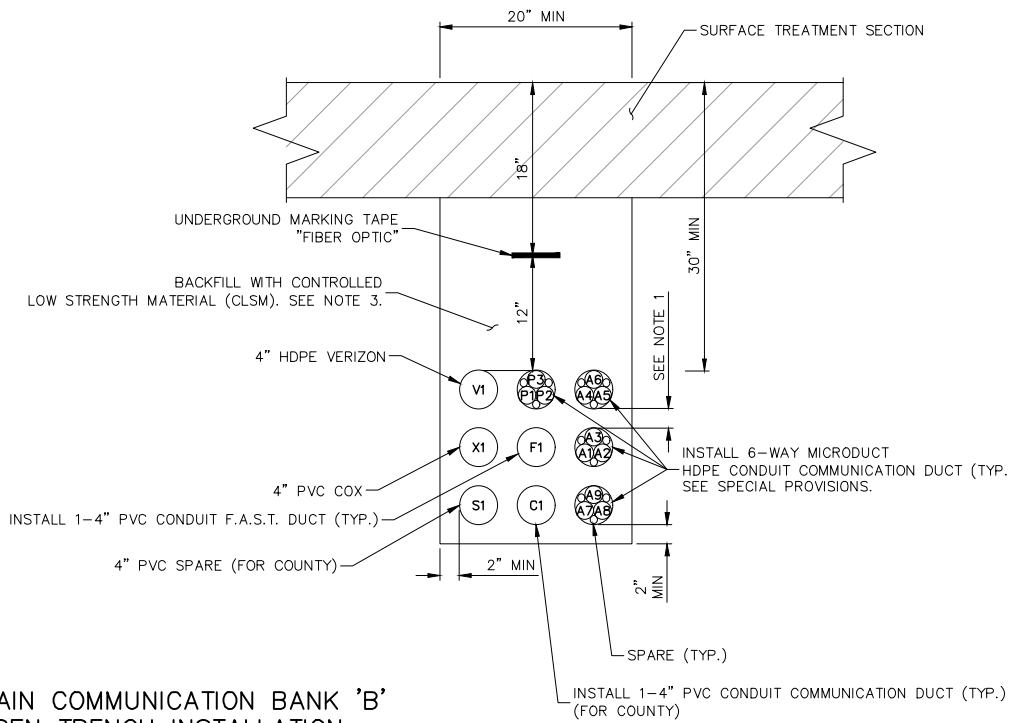 20" MIN
SURFACE TREATMENT SECTION
18"
UNDERGROUND MARKING TAPE
"FIBER OPTIC"
30" MIN
BACKFILL WITH CONTROLLED
LOW STRENGTH MATERIAL (CLSM). SEE NOTE 3.
12"
SEE NOTE 1
4" HDPE VERIZON
V1
P3
P1P2
A6
A4A5
X1
F1
A3
A1A2
INSTALL 6-WAY MICRODUCT
HDPE CONDUIT COMMUNICATION DUCT (TYP.
SEE SPECIAL PROVISIONS.
4" PVC COX
INSTALL 1-4" PVC CONDUIT F.A.S.T. DUCT (TYP.)
S1
C1
A9
A7A8
4" PVC SPARE (FOR COUNTY)
2" MIN
2"
MIN
SPARE (TYP.)
INSTALL 1-4" PVC CONDUIT COMMUNICATION DUCT (TYP.)
(FOR COUNTY)
AIN COMMUNICATION BANK 'B'